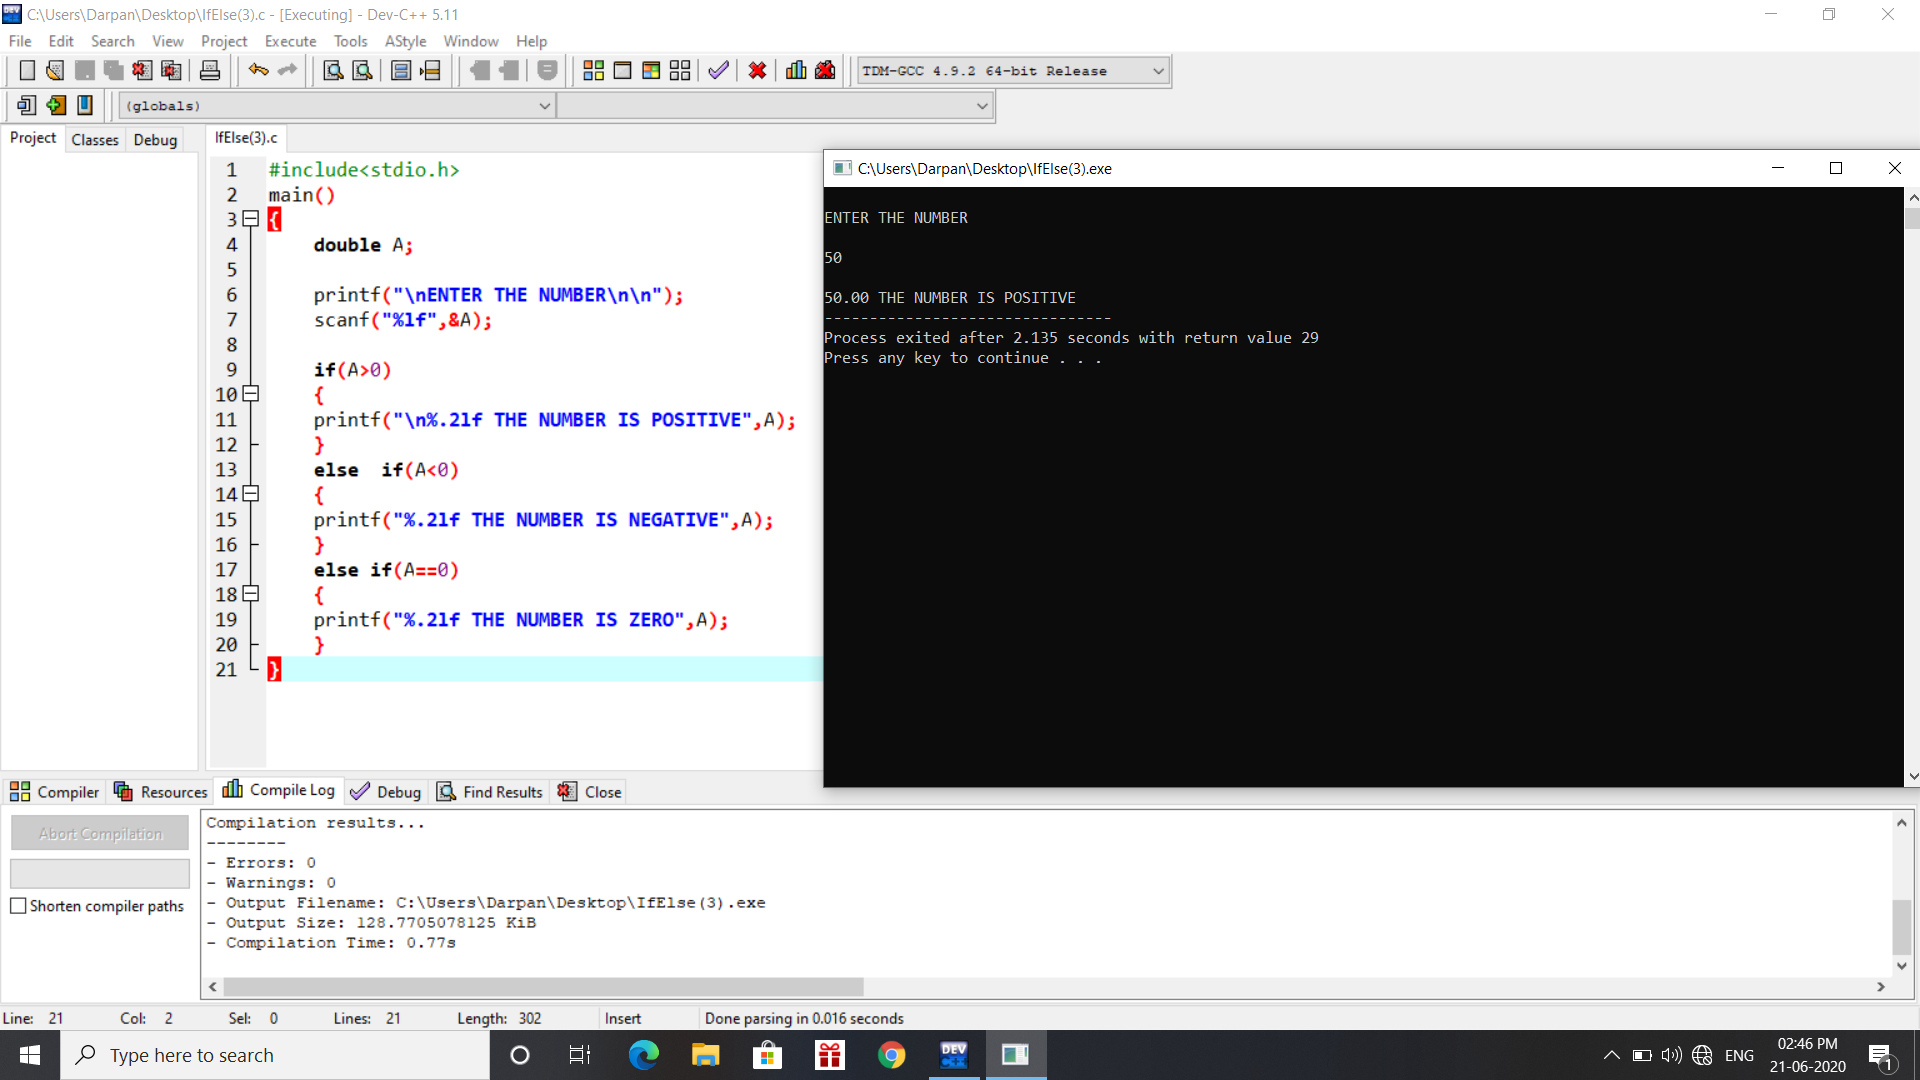 C:\Users\Darpan\Desktop\IfElse(3).c - [Executing] - Dev-C++ 5.11
File Edit Search View Project Execute Tools AStyle Window Help
TDM-GCC 4.9.2 64-bit Release
(globals)
Project Classes Debug
IfElse(3).c
1 #include<stdio.h>
2 main()
3 {
4 double A;
5
6 printf("\nENTER THE NUMBER\n\n");
7 scanf("%lf",&A);
8
9 if(A>0)
10 {
11 printf("\n%.2lf THE NUMBER IS POSITIVE",A);
12 }
13 else  if(A<0)
14 {
15 printf("%.2lf THE NUMBER IS NEGATIVE",A);
16 }
17 else if(A==0)
18 {
19 printf("%.2lf THE NUMBER IS ZERO",A);
20 }
21 }
C:\Users\Darpan\Desktop\IfElse(3).exe
ENTER THE NUMBER
50
50.00 THE NUMBER IS POSITIVE
--------------------------------
Process exited after 2.135 seconds with return value 29
Press any key to continue . . .
Compiler Resources Compile Log Debug Find Results Close
Abort Compilation
Shorten compiler paths
Compilation results...
--------
- Errors: 0
- Warnings: 0
- Output Filename: C:\Users\Darpan\Desktop\IfElse(3).exe
- Output Size: 128.7705078125 KiB
- Compilation Time: 0.77s
Line: 21 Col: 2 Sel: 0 Lines: 21 Length: 302 Insert Done parsing in 0.016 seconds
Type here to search
DEV C++
ENG
02:46 PM
21-06-2020
1